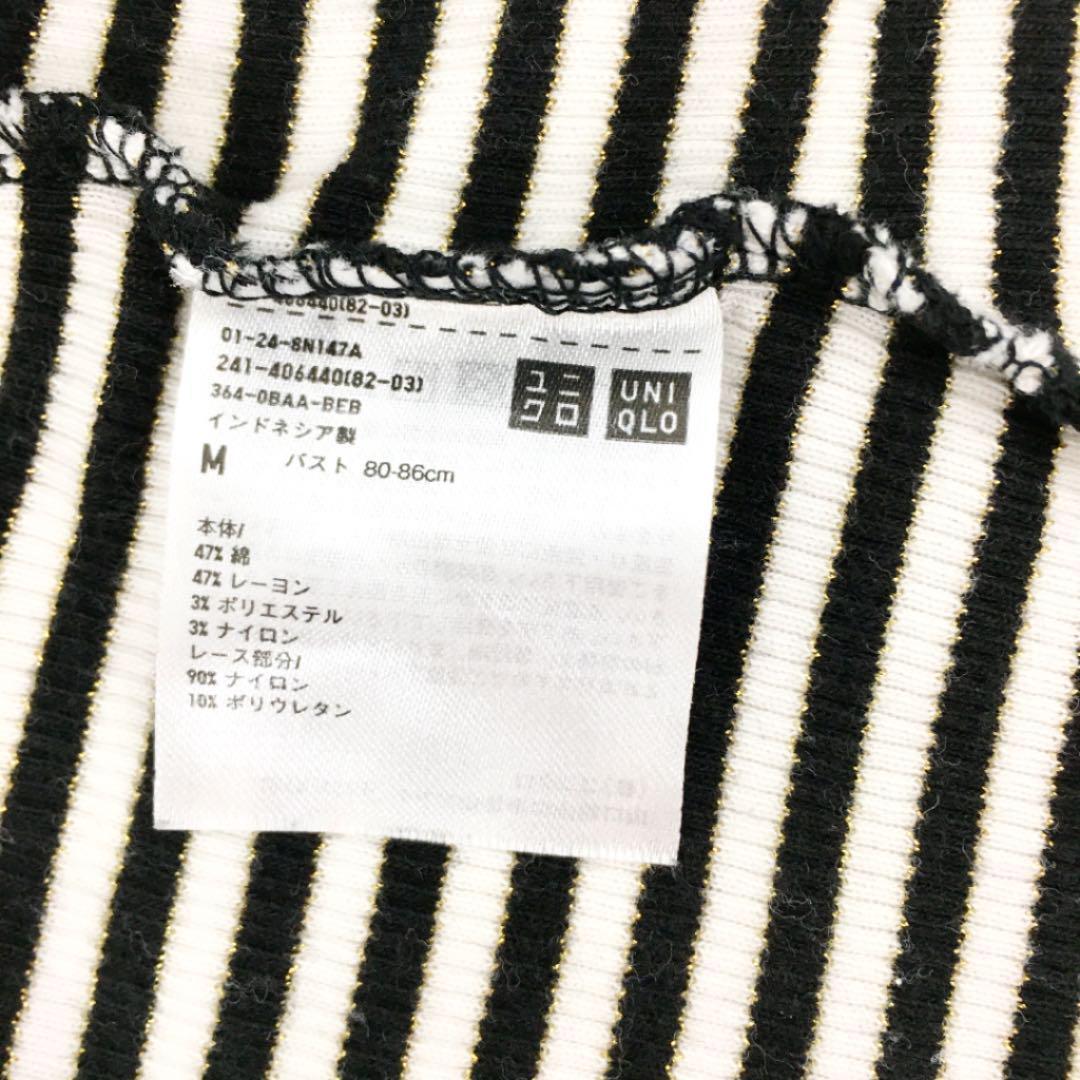 406440(82-03)
01-24-8N147A
241-406440(82-03)
364-0BAA-BEB
インドネシア製
M バスト 80-86cm
ユニ
クロ
UNI
QLO
本体/
47% 綿
47% レーヨン
3% ポリエステル
3% ナイロン
レース部分/
90% ナイロン
10% ポリウレタン